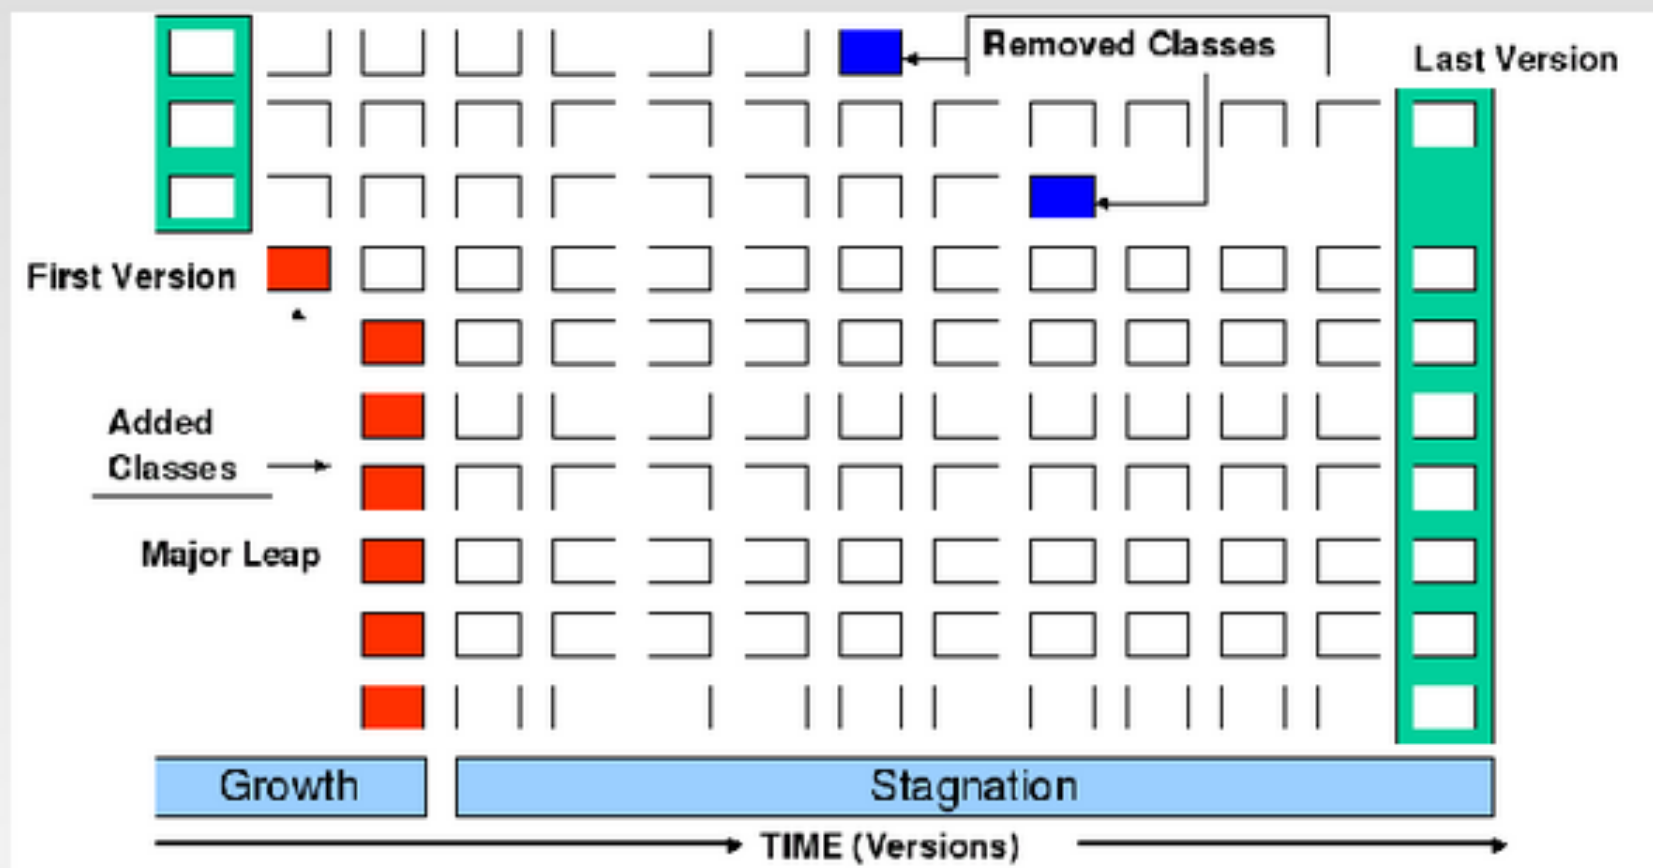 Removed Classes
Last Version
First Version
Added
Classes
Major Leap
Growth
Stagnation
TIME (Versions)